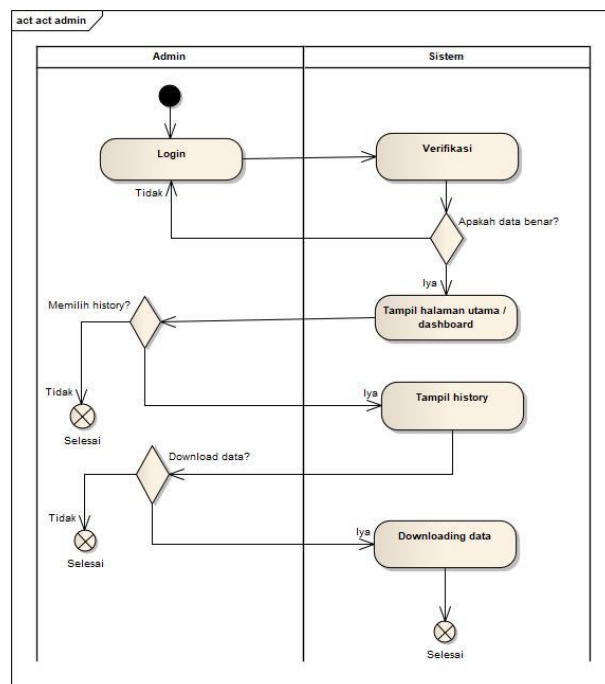 act act admin
Admin
Sistem
Login
Verifikasi
Tidak
Apakah data benar?
Iya
Memilih history?
Tampil halaman utama /
dashboard
Tidak
Iya
Tampil history
Selesai
Download data?
Tidak
Iya
Downloading data
Selesai
Selesai